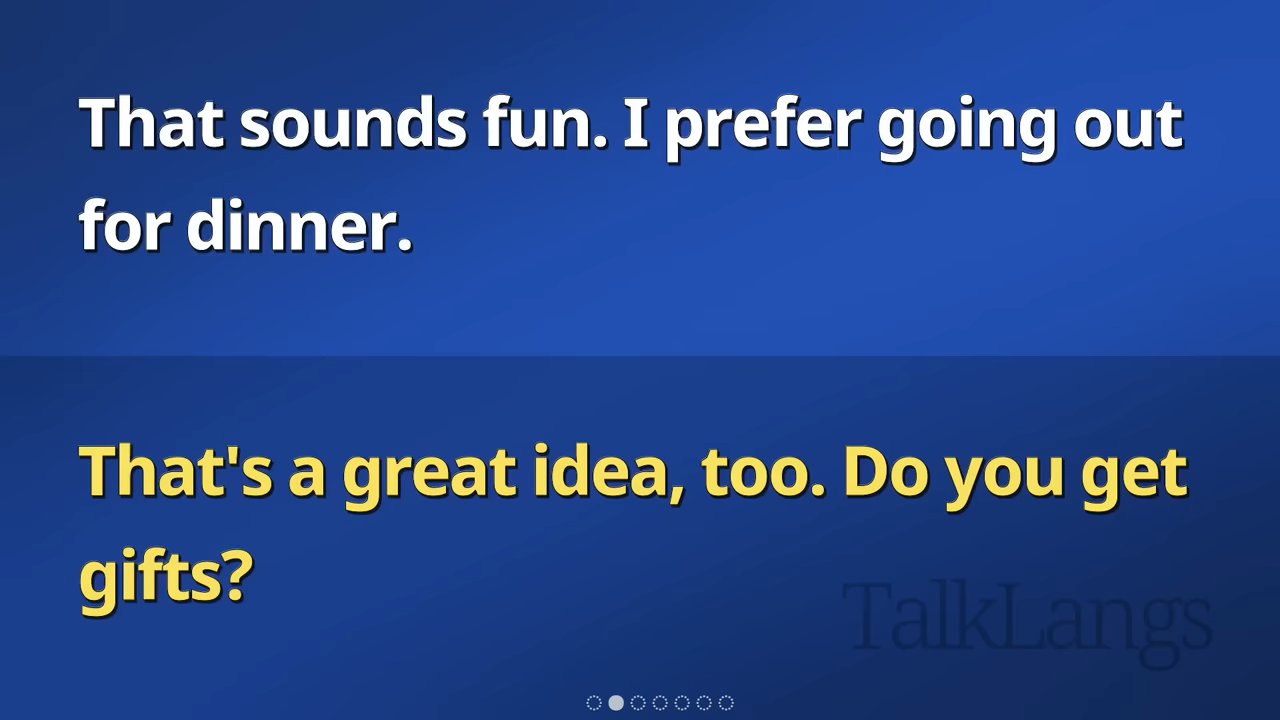 That sounds fun. I prefer going out
for dinner.
That's a great idea, too. Do you get
gifts?
TalkLangs